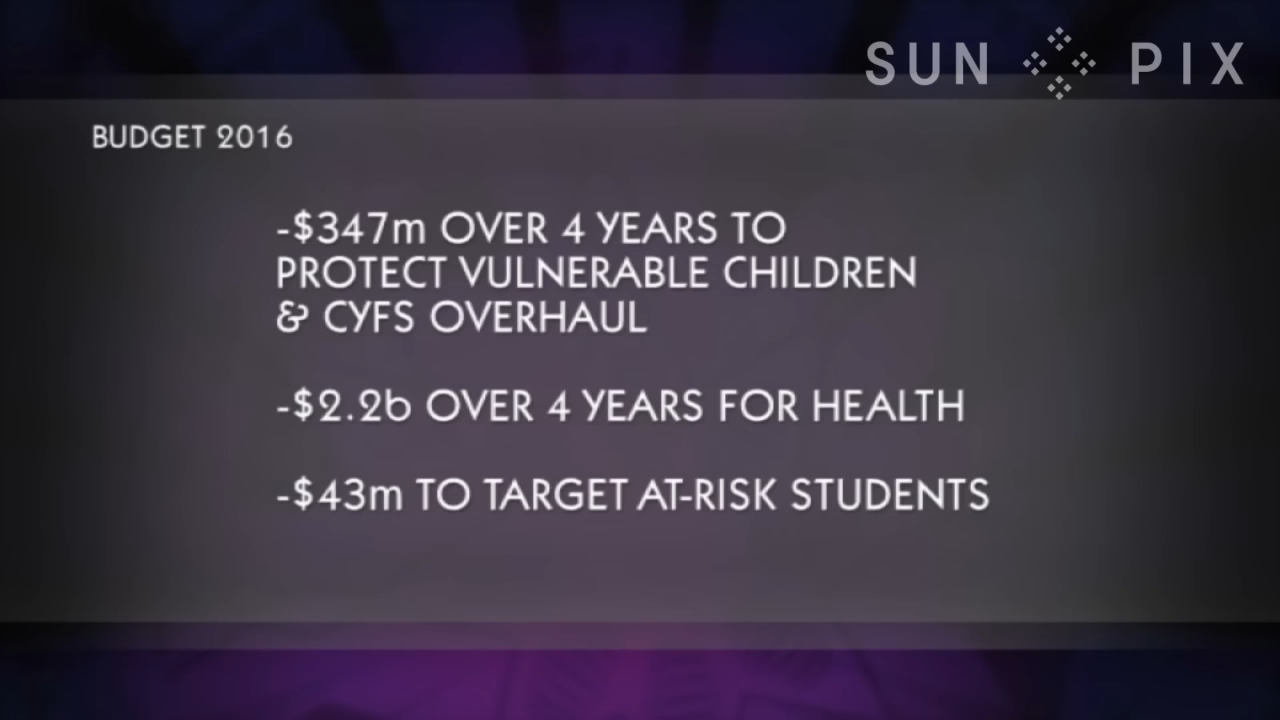 SUN PIX
BUDGET 2016
-$347m OVER 4 YEARS TO
PROTECT VULNERABLE CHILDREN
& CYFS OVERHAUL
-$2.2b OVER 4 YEARS FOR HEALTH
-$43m TO TARGET AT-RISK STUDENTS